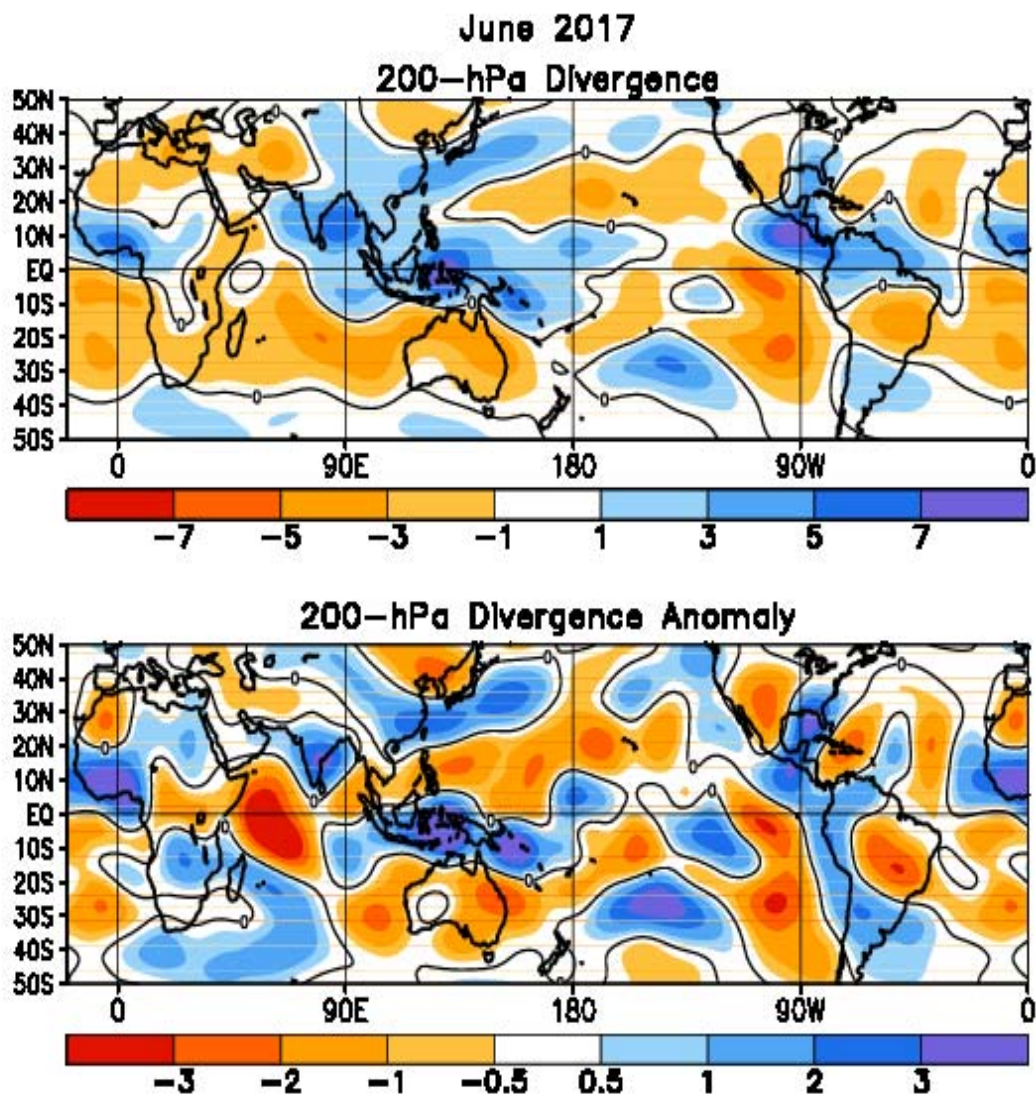 June 2017
200-hPa Divergence
50N
40N
30N
20N
10N
EQ
10S
20S
30S
40S
50S
0 90E 180 90W 0
-7 -5 -3 -1 1 3 5 7
200-hPa Divergence Anomaly
50N
40N
30N
20N
10N
EQ
10S
20S
30S
40S
50S
0 90E 180 90W 0
-3 -2 -1 -0.5 0.5 1 2 3